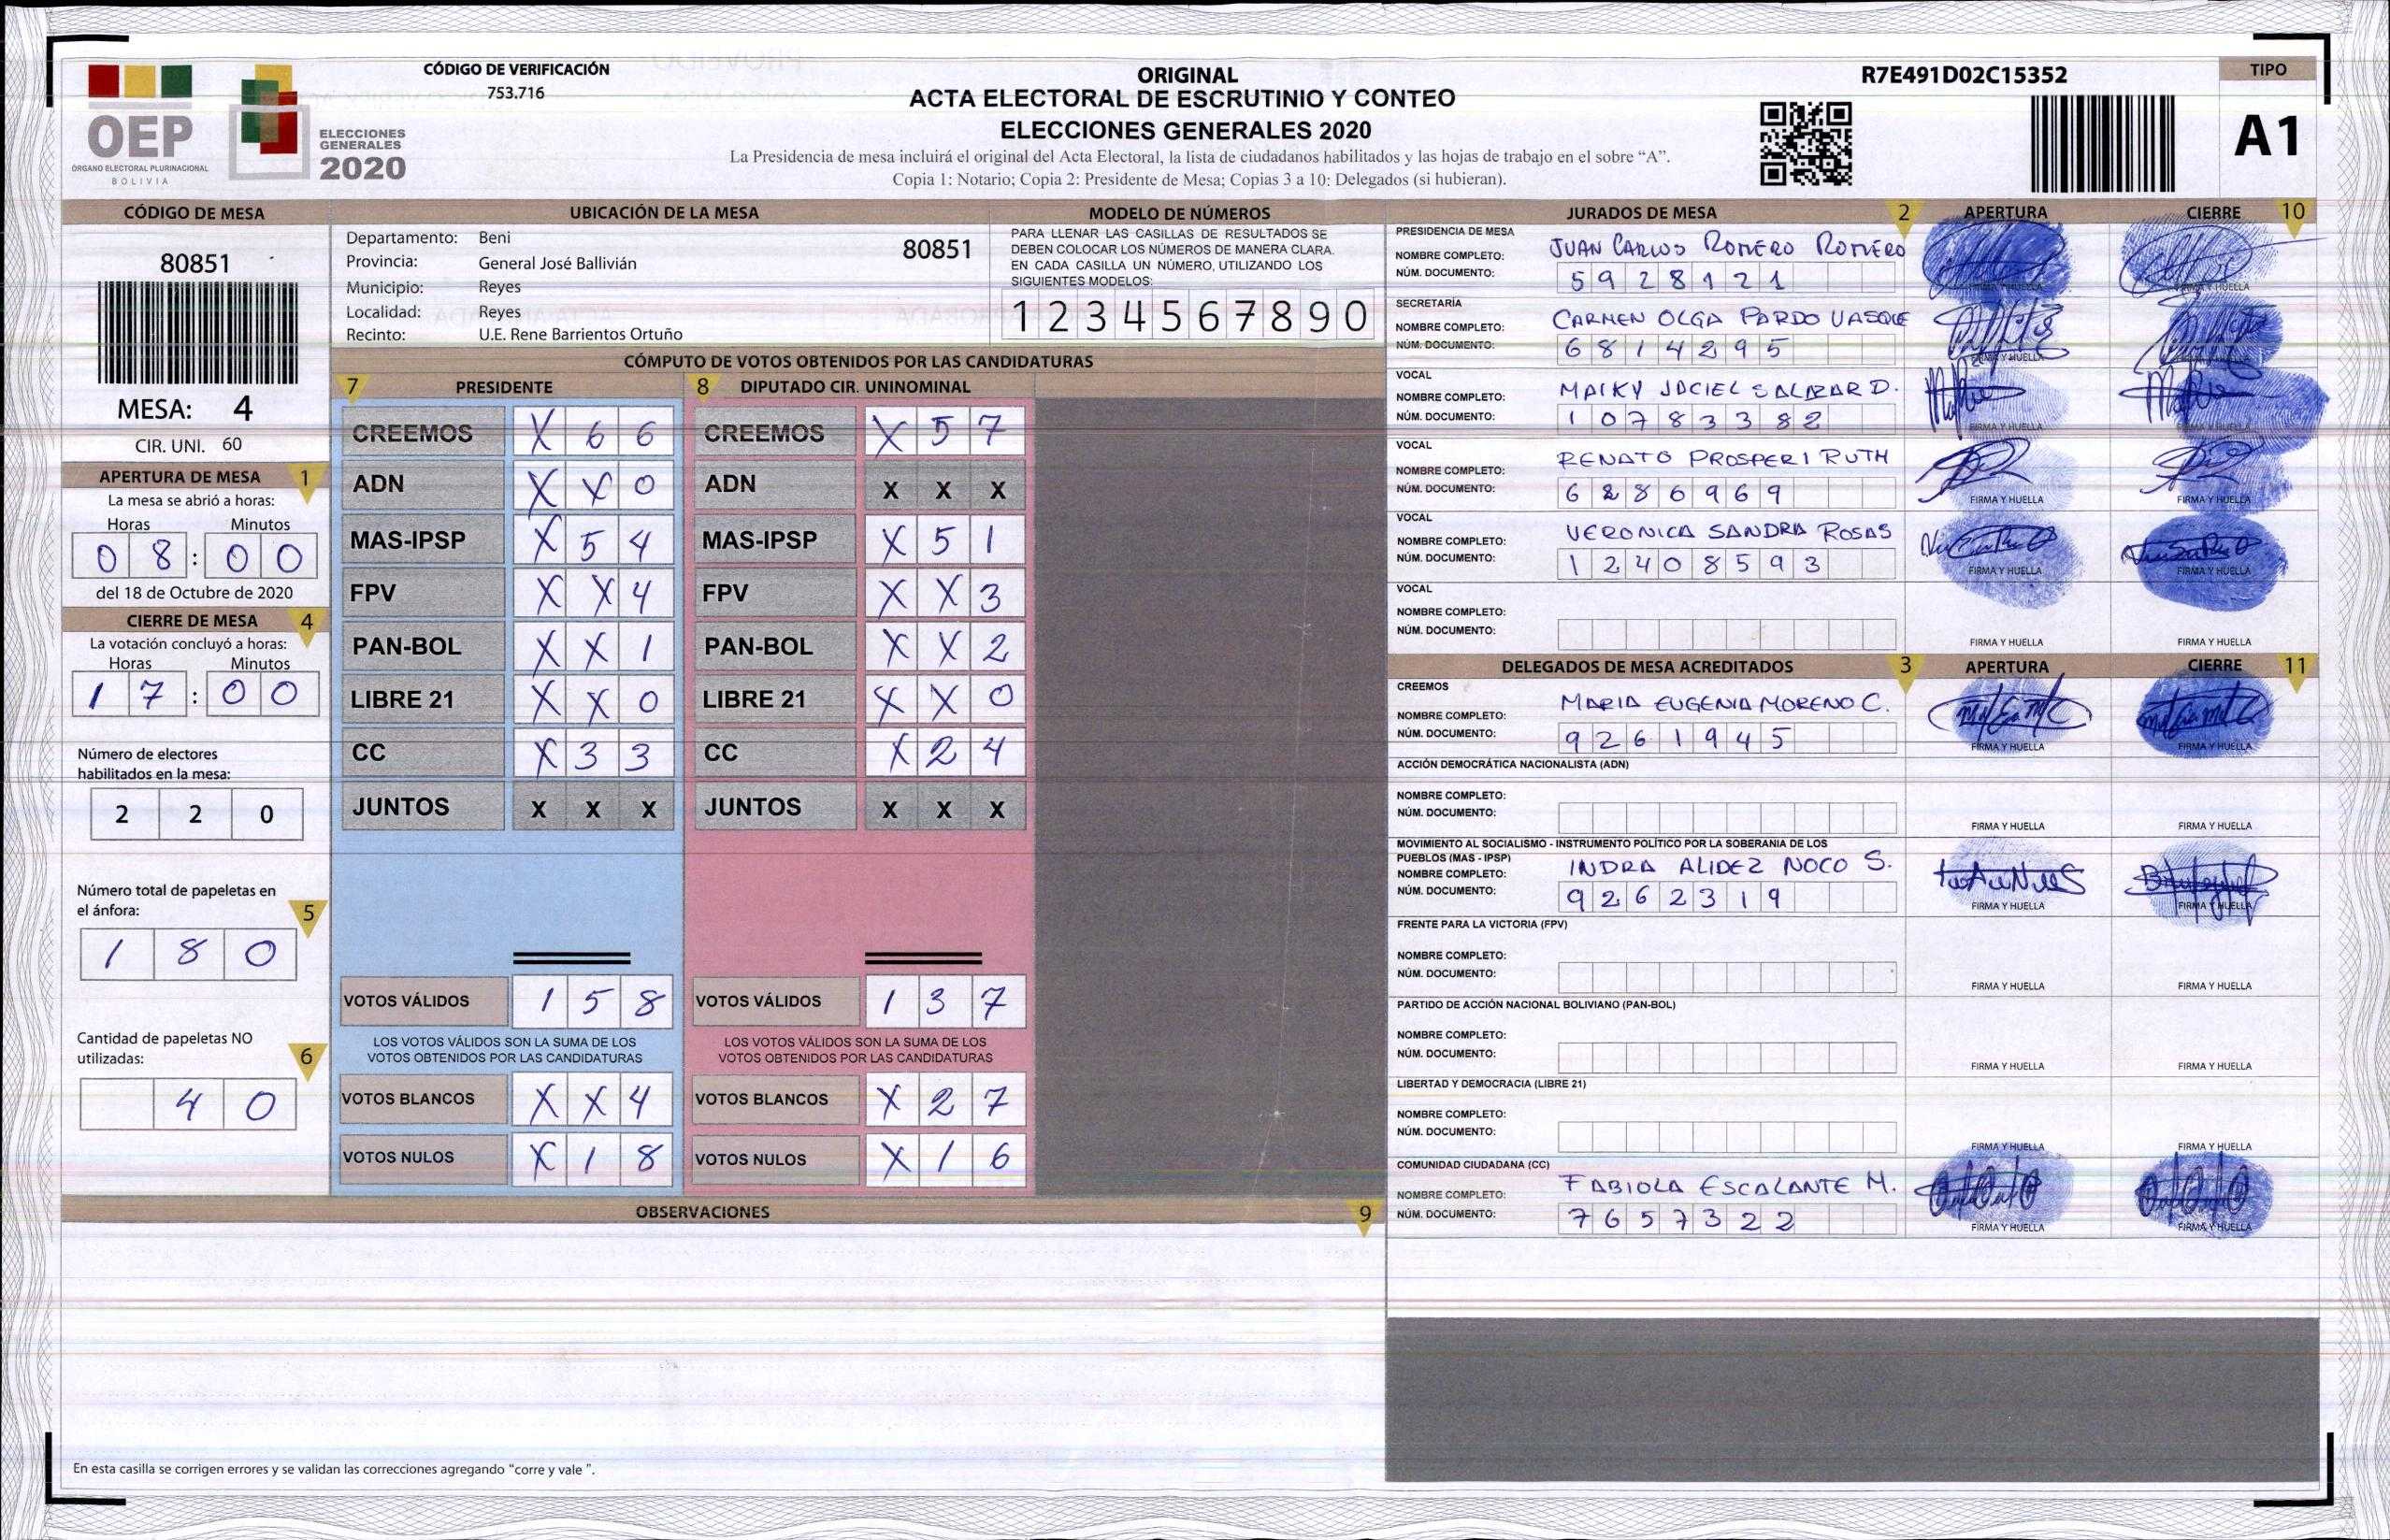 CÓDIGO DE VERIFICACIÓN
753.716
OEP
ÓRGANO ELECTORAL PLURINACIONAL
BOLIVIA
ELECCIONES
GENERALES
2020
ORIGINAL
ACTA ELECTORAL DE ESCRUTINIO Y CONTEO
ELECCIONES GENERALES 2020
La Presidencia de mesa incluirá el original del Acta Electoral, la lista de ciudadanos habilitados y las hojas de trabajo en el sobre “A”.
Copia 1: Notario; Copia 2: Presidente de Mesa; Copias 3 a 10: Delegados (si hubieran).
R7E491D02C15352
TIPO
A1
CÓDIGO DE MESA
80851
MESA: 4
CIR. UNI. 60
APERTURA DE MESA 1
La mesa se abrió a horas:
Horas Minutos
0 8 : 0 0
del 18 de Octubre de 2020
CIERRE DE MESA 4
La votación concluyó a horas:
Horas Minutos
1 7 : 0 0
Número de electores
habilitados en la mesa:
2 2 0
Número total de papeletas en
el ánfora: 5
1 8 0
Cantidad de papeletas NO
utilizadas: 6
4 0
UBICACIÓN DE LA MESA
Departamento: Beni
80851
Provincia: General José Ballivián
Municipio: Reyes
Localidad: Reyes
Recinto: U.E. Rene Barrientos Ortuño
MODELO DE NÚMEROS
PARA LLENAR LAS CASILLAS DE RESULTADOS SE
DEBEN COLOCAR LOS NÚMEROS DE MANERA CLARA.
EN CADA CASILLA UN NÚMERO, UTILIZANDO LOS
SIGUIENTES MODELOS:
1 2 3 4 5 6 7 8 9 0
CÓMPUTO DE VOTOS OBTENIDOS POR LAS CANDIDATURAS
7 PRESIDENTE
CREEMOS X 6 6
ADN X X 0
MAS-IPSP X 5 4
FPV X X 4
PAN-BOL X X 1
LIBRE 21 X X 0
CC X 3 3
JUNTOS X X X
VOTOS VÁLIDOS 1 5 8
LOS VOTOS VÁLIDOS SON LA SUMA DE LOS
VOTOS OBTENIDOS POR LAS CANDIDATURAS
VOTOS BLANCOS X X 4
VOTOS NULOS X 1 8
8 DIPUTADO CIR. UNINOMINAL
CREEMOS X 5 7
ADN X X X
MAS-IPSP X 5 1
FPV X X 3
PAN-BOL X X 2
LIBRE 21 X X 0
CC X 2 4
JUNTOS X X X
VOTOS VÁLIDOS 1 3 7
LOS VOTOS VÁLIDOS SON LA SUMA DE LOS
VOTOS OBTENIDOS POR LAS CANDIDATURAS
VOTOS BLANCOS X 2 7
VOTOS NULOS X 1 6
OBSERVACIONES 9
En esta casilla se corrigen errores y se validan las correcciones agregando “corre y vale ”.
JURADOS DE MESA 2 APERTURA CIERRE 10
PRESIDENCIA DE MESA
NOMBRE COMPLETO: JUAN CARLOS ROMERO ROMERO
NÚM. DOCUMENTO: 5 9 2 8 1 2 1
FIRMA Y HUELLA FIRMA Y HUELLA
SECRETARÍA
NOMBRE COMPLETO: CARMEN OLGA PARDO VASQUE
NÚM. DOCUMENTO: 6 8 1 4 2 9 5
FIRMA Y HUELLA FIRMA Y HUELLA
VOCAL
NOMBRE COMPLETO: MAIKY JOCIEL SALAZAR D.
NÚM. DOCUMENTO: 1 0 7 8 3 3 8 2
FIRMA Y HUELLA FIRMA Y HUELLA
VOCAL
NOMBRE COMPLETO: RENATO PROSPERI RUTH
NÚM. DOCUMENTO: 6 2 8 6 9 6 9
FIRMA Y HUELLA FIRMA Y HUELLA
VOCAL
NOMBRE COMPLETO: VERONICA SANDRA ROSAS
NÚM. DOCUMENTO: 1 2 4 0 8 5 9 3
FIRMA Y HUELLA FIRMA Y HUELLA
VOCAL
NOMBRE COMPLETO:
NÚM. DOCUMENTO:
FIRMA Y HUELLA FIRMA Y HUELLA
DELEGADOS DE MESA ACREDITADOS 3 APERTURA CIERRE 11
CREEMOS
NOMBRE COMPLETO: MARIA EUGENIA MORENO C.
NÚM. DOCUMENTO: 9 2 6 1 9 4 5
FIRMA Y HUELLA FIRMA Y HUELLA
ACCIÓN DEMOCRÁTICA NACIONALISTA (ADN)
NOMBRE COMPLETO:
NÚM. DOCUMENTO:
FIRMA Y HUELLA FIRMA Y HUELLA
MOVIMIENTO AL SOCIALISMO - INSTRUMENTO POLÍTICO POR LA SOBERANIA DE LOS
PUEBLOS (MAS - IPSP)
NOMBRE COMPLETO: INDRA ALIDEZ NOCO S.
NÚM. DOCUMENTO: 9 2 6 2 3 1 9
FIRMA Y HUELLA FIRMA Y HUELLA
FRENTE PARA LA VICTORIA (FPV)
NOMBRE COMPLETO:
NÚM. DOCUMENTO:
FIRMA Y HUELLA FIRMA Y HUELLA
PARTIDO DE ACCIÓN NACIONAL BOLIVIANO (PAN-BOL)
NOMBRE COMPLETO:
NÚM. DOCUMENTO:
FIRMA Y HUELLA FIRMA Y HUELLA
LIBERTAD Y DEMOCRACIA (LIBRE 21)
NOMBRE COMPLETO:
NÚM. DOCUMENTO:
FIRMA Y HUELLA FIRMA Y HUELLA
COMUNIDAD CIUDADANA (CC)
NOMBRE COMPLETO: FABIOLA ESCALANTE M.
NÚM. DOCUMENTO: 7 6 5 7 3 2 2
FIRMA Y HUELLA FIRMA Y HUELLA